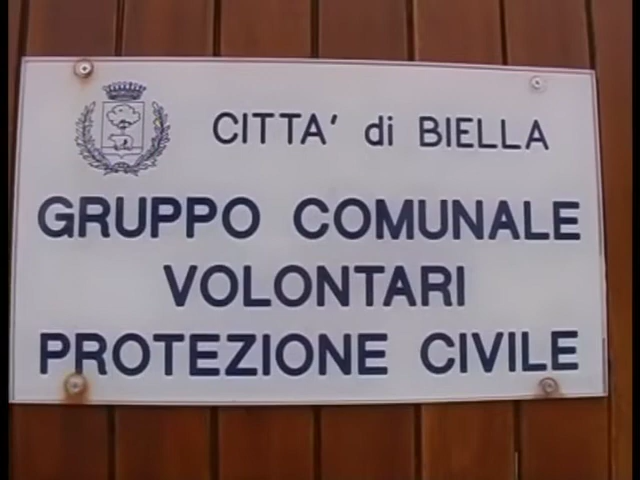 CITTA' di BIELLA
GRUPPO COMUNALE
VOLONTARI
PROTEZIONE CIVILE